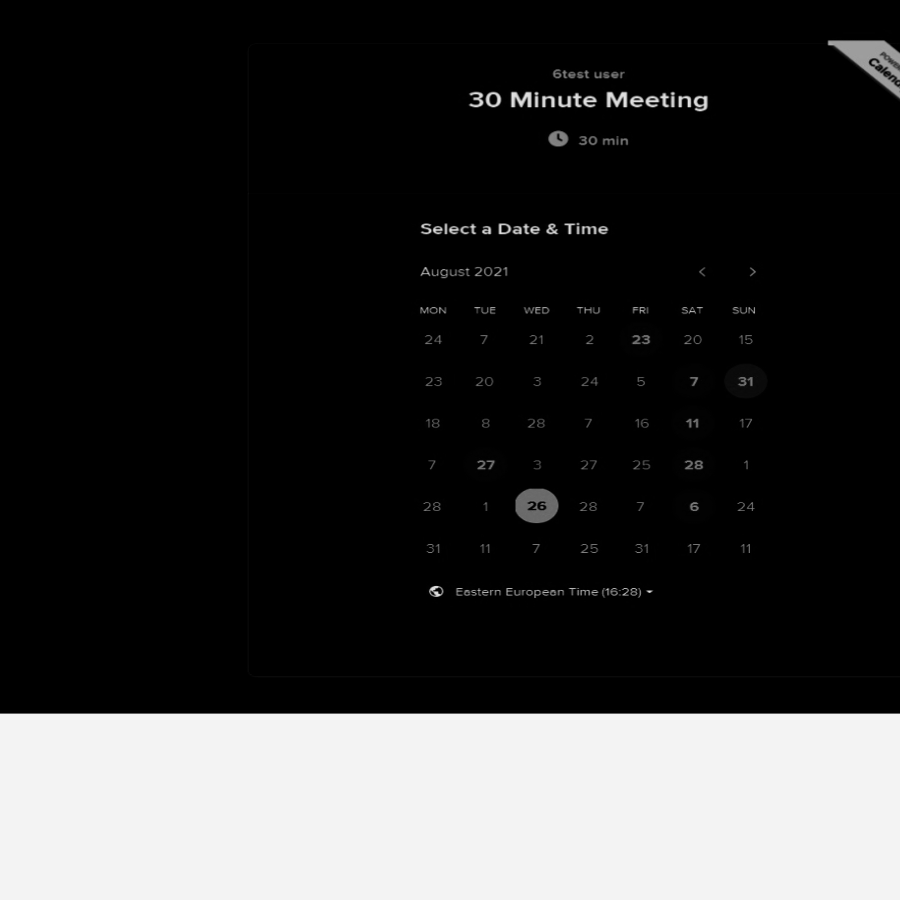 POWER
Calend
6test user
30 Minute Meeting
30 min
Select a Date & Time
August 2021
MON TUE WED THU FRI SAT SUN
24 7 21 2 23 20 15
23 20 3 24 5 7 31
18 8 28 7 16 11 17
7 27 3 27 25 28 1
28 1 26 28 7 6 24
31 11 7 25 31 17 11
Eastern European Time (16:28)